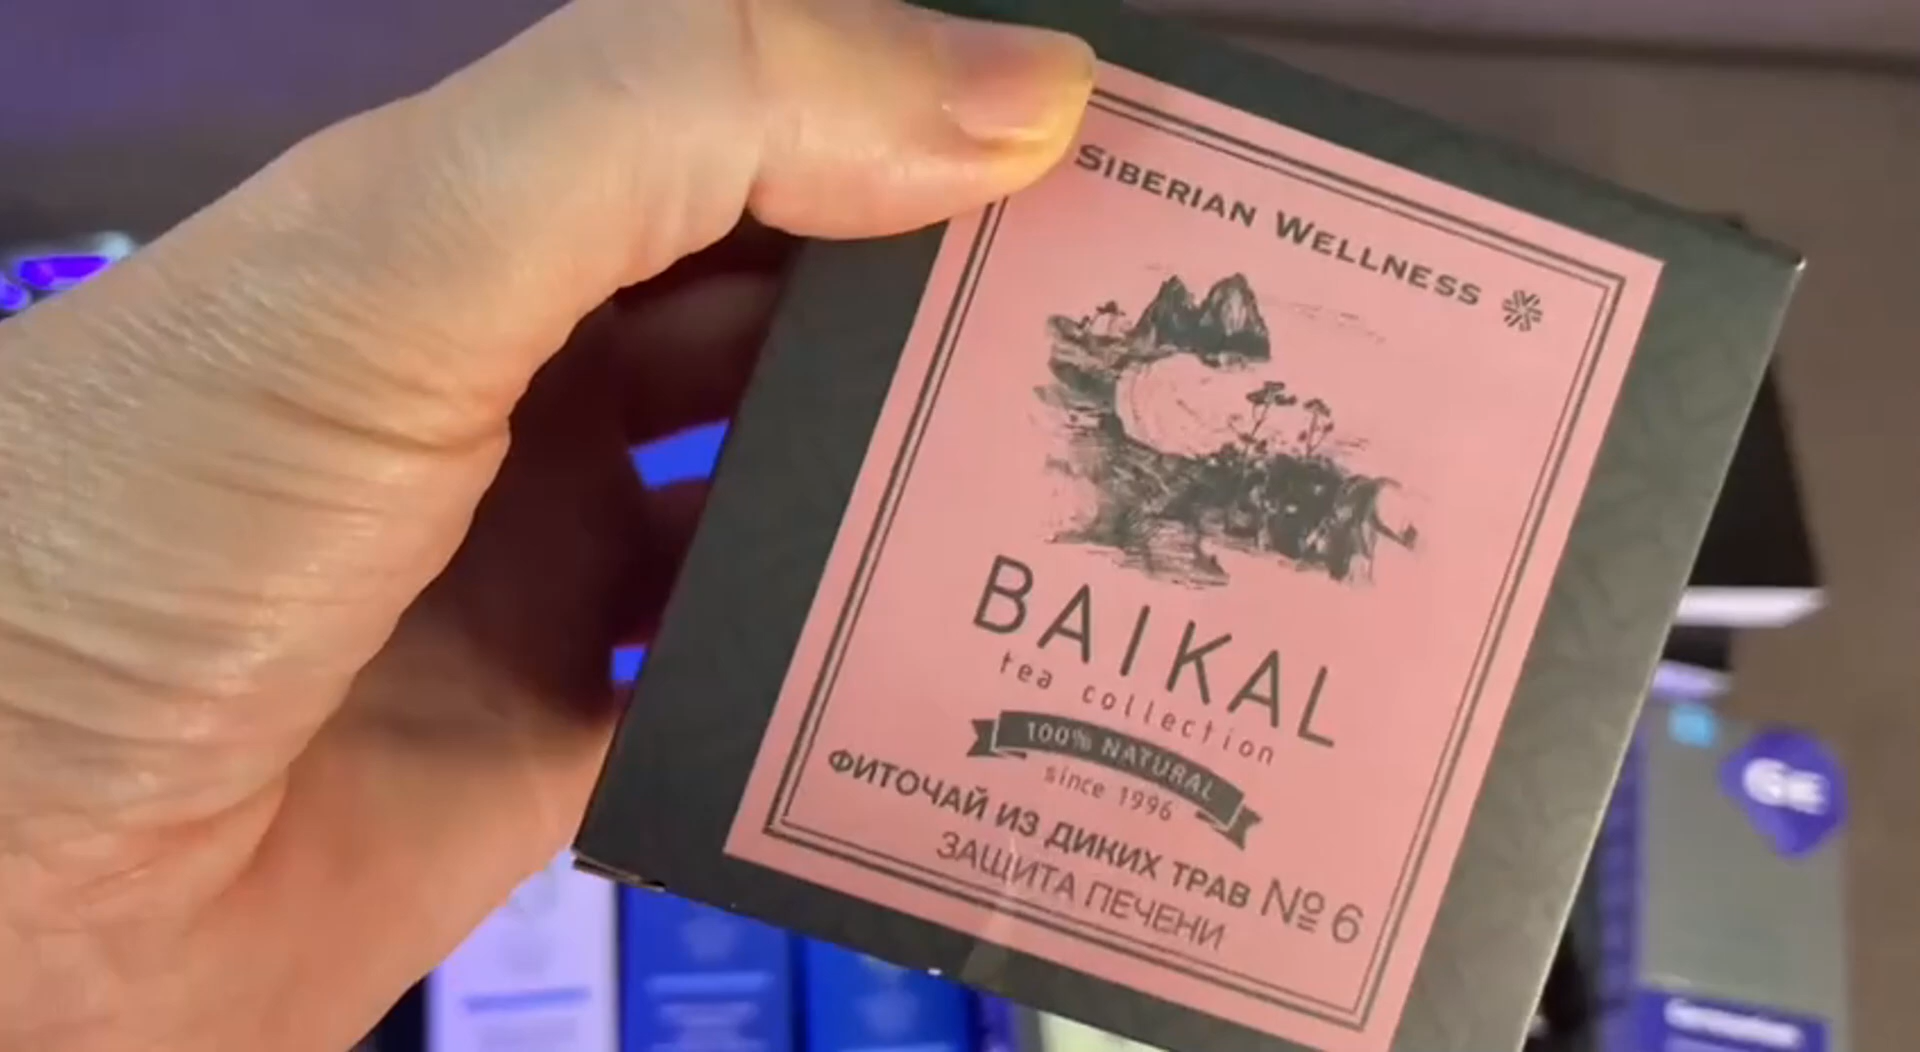 SIBERIAN WELLNESS
BAIKAL
tea collection
100% NATURAL
since 1996
ФИТОЧАЙ ИЗ ДИКИХ ТРАВ № 6
ЗАЩИТА ПЕЧЕНИ